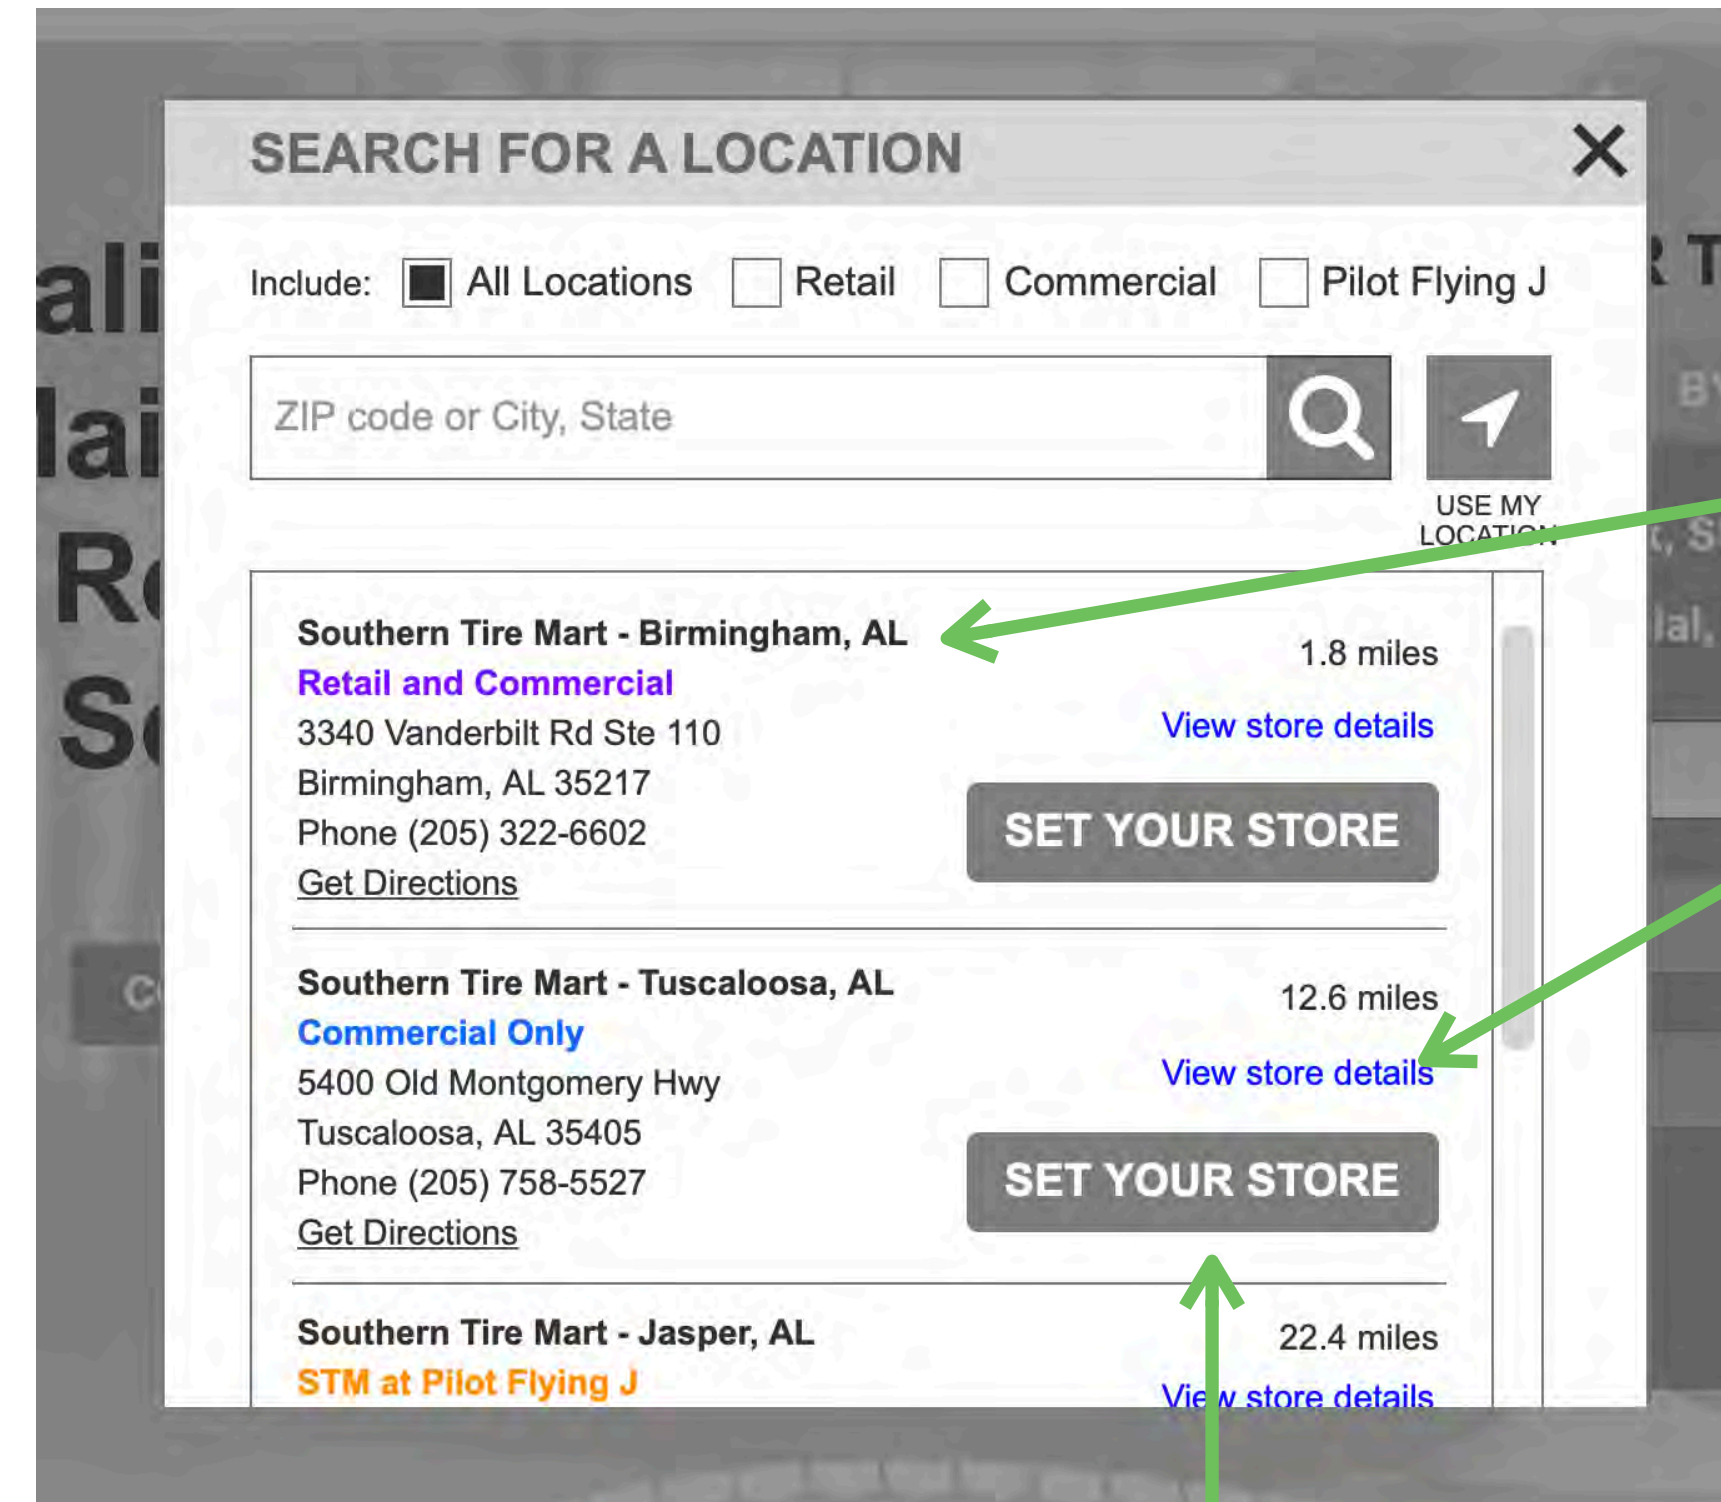 SEARCH FOR A LOCATION
Include: All Locations Retail Commercial Pilot Flying J
ZIP code or City, State
USE MY
LOCATION
Southern Tire Mart - Birmingham, AL
1.8 miles
Retail and Commercial
3340 Vanderbilt Rd Ste 110
View store details
Birmingham, AL 35217
Phone (205) 322-6602
SET YOUR STORE
Get Directions
Southern Tire Mart - Tuscaloosa, AL
12.6 miles
Commercial Only
5400 Old Montgomery Hwy
View store details
Tuscaloosa, AL 35405
Phone (205) 758-5527
SET YOUR STORE
Get Directions
Southern Tire Mart - Jasper, AL
22.4 miles
STM at Pilot Flying J
View store details